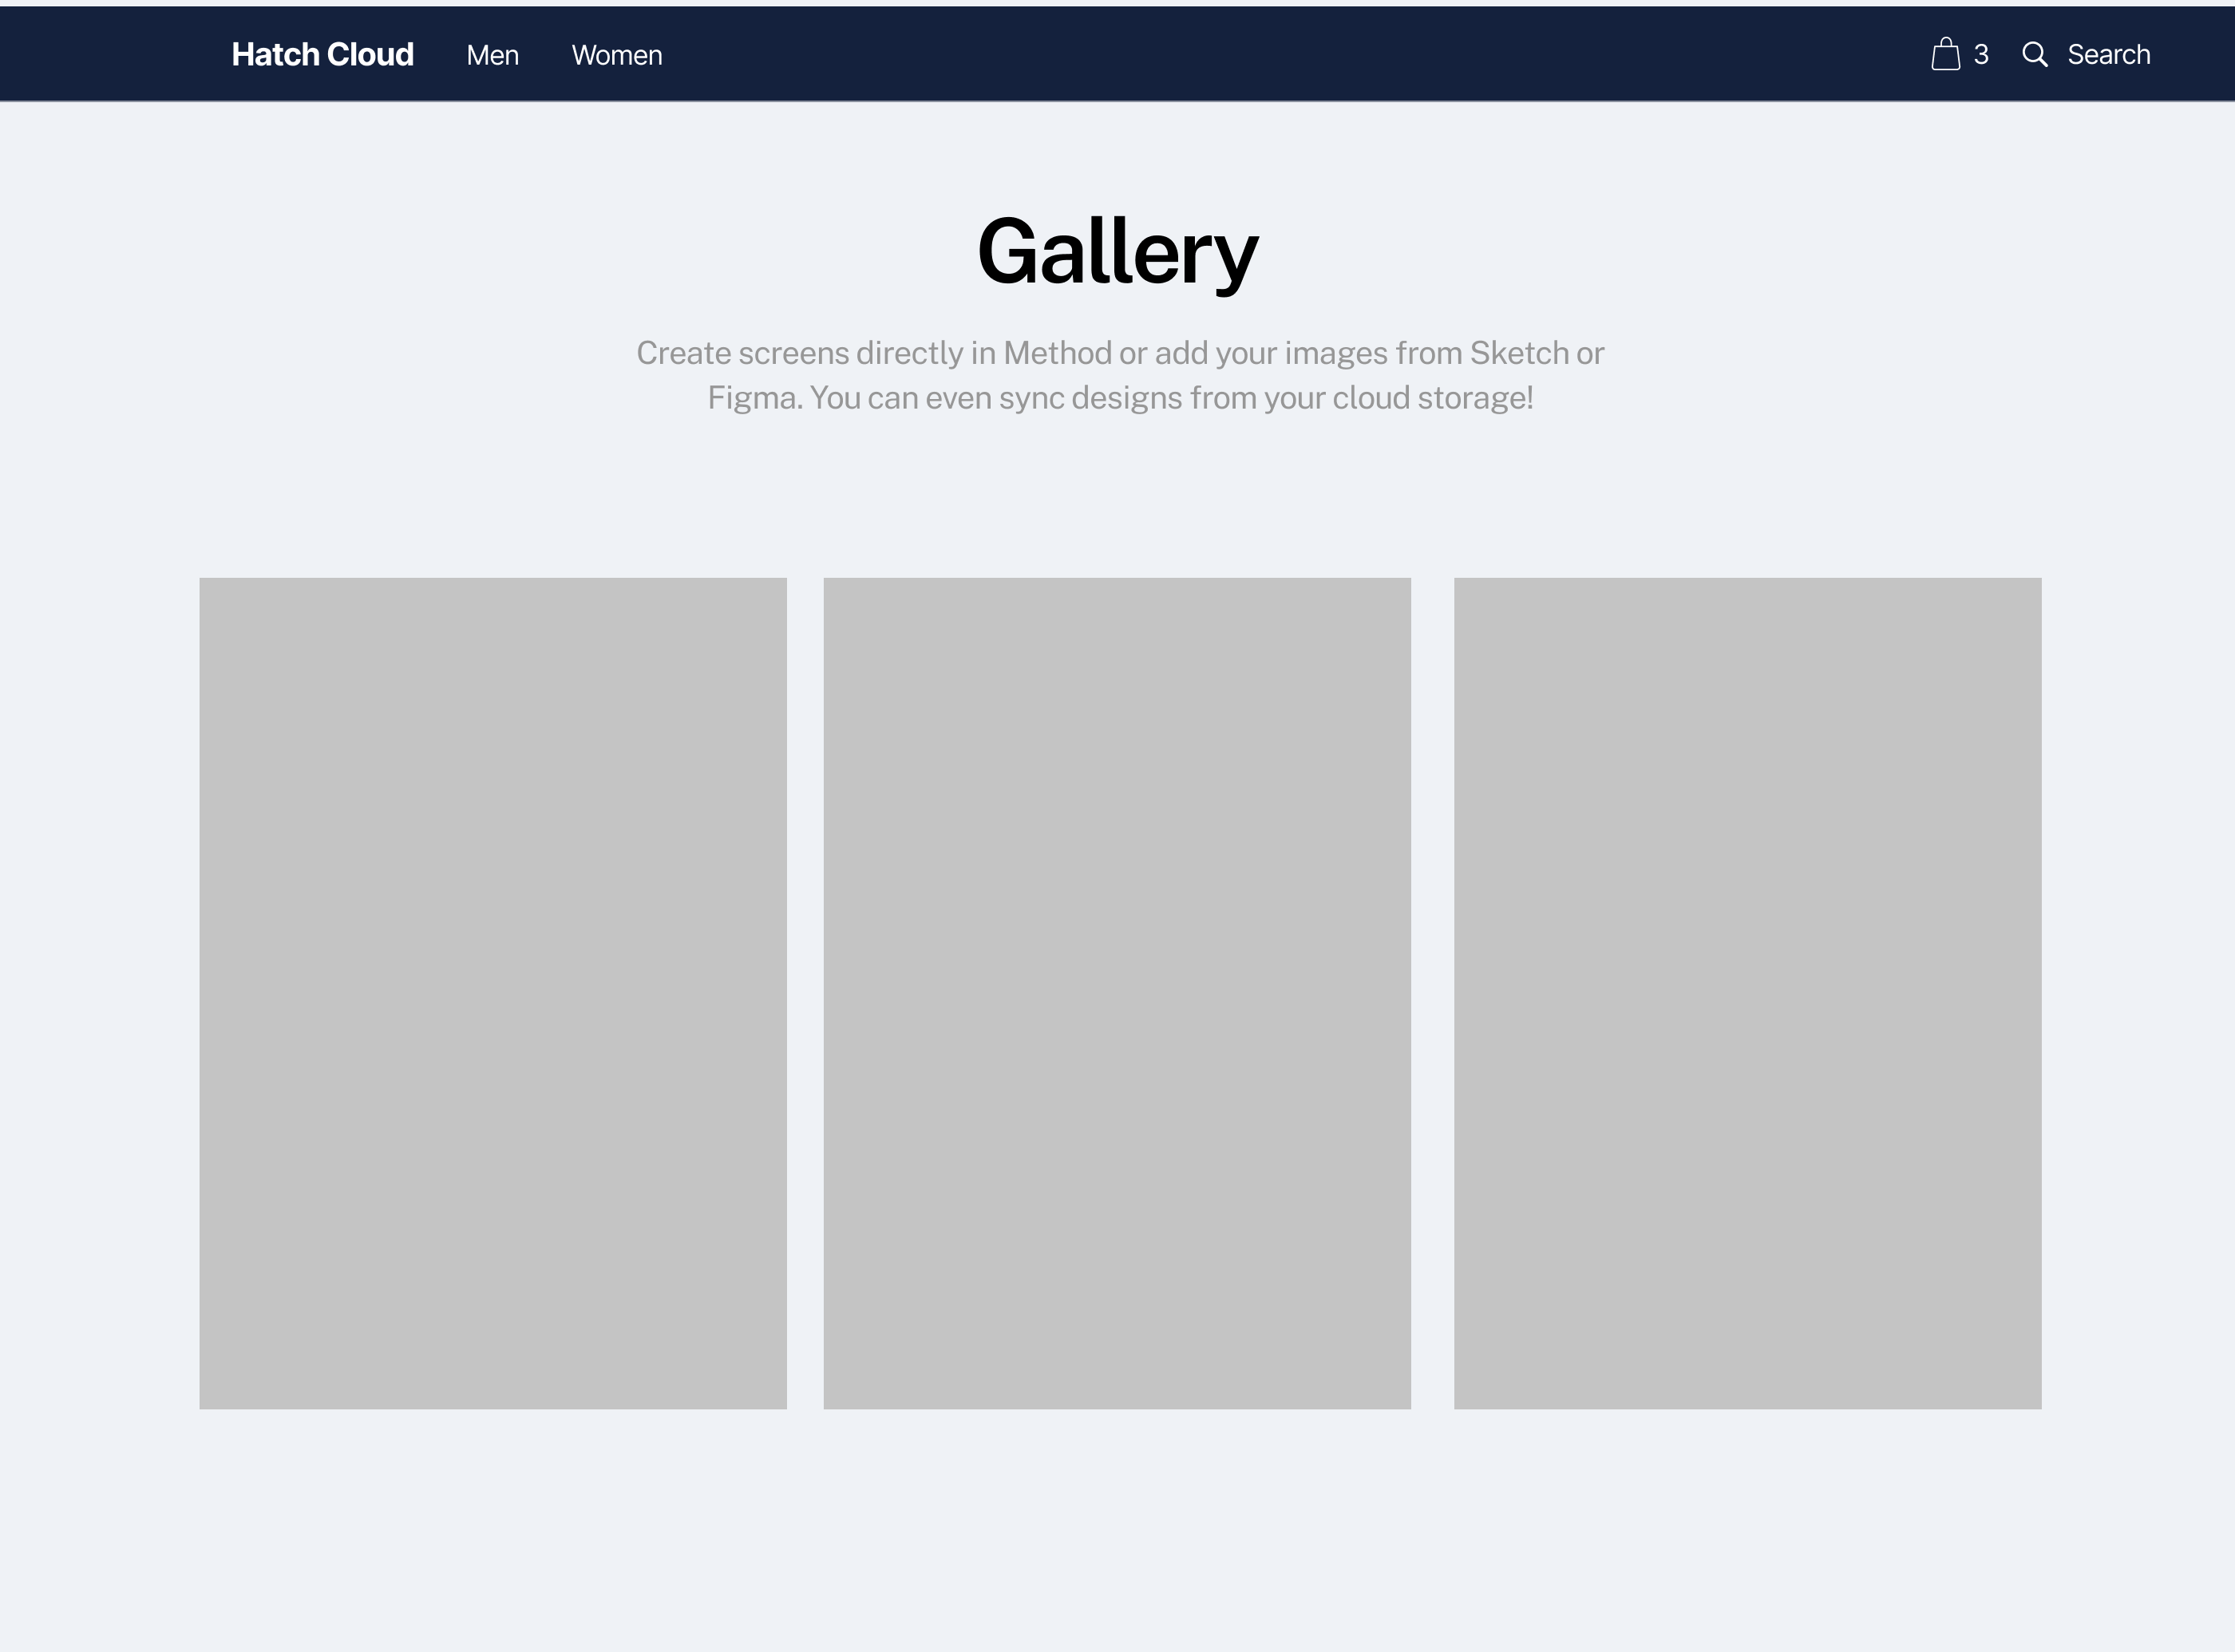 Hatch Cloud Men Women 3 Search
Gallery
Create screens directly in Method or add your images from Sketch or
Figma. You can even sync designs from your cloud storage!